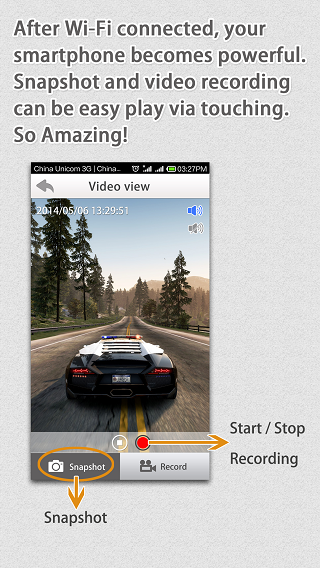 After Wi-Fi connected, your
smartphone becomes powerful.
Snapshot and video recording
can be easy play via touching.
So Amazing!
China Unicom 3G | China... 03:27PM
Video view
2014/05/06 13:29:51
Start / Stop
Recording
Snapshot
Record
Snapshot